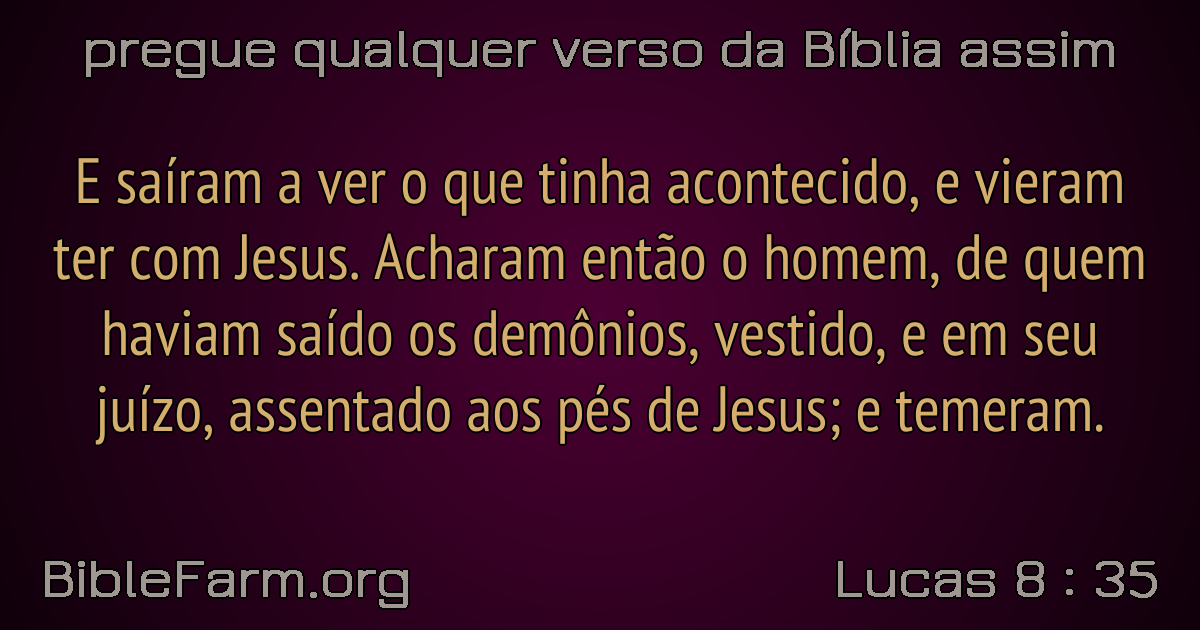 pregue qualquer verso da Bíblia assim
E saíram a ver o que tinha acontecido, e vieram
ter com Jesus. Acharam então o homem, de quem
haviam saído os demônios, vestido, e em seu
juízo, assentado aos pés de Jesus; e temeram.
BibleFarm.org
Lucas 8 : 35